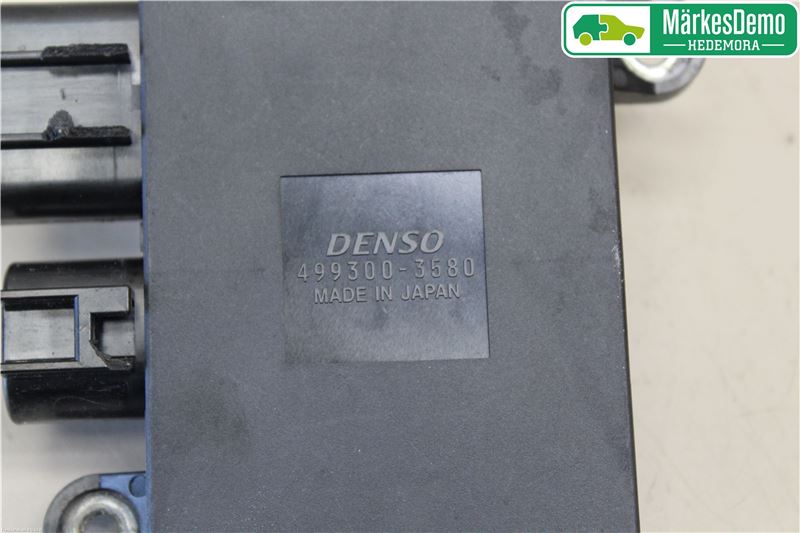 MärkesDemo
HEDEMORA
DENSO
499300-3580
MADE IN JAPAN